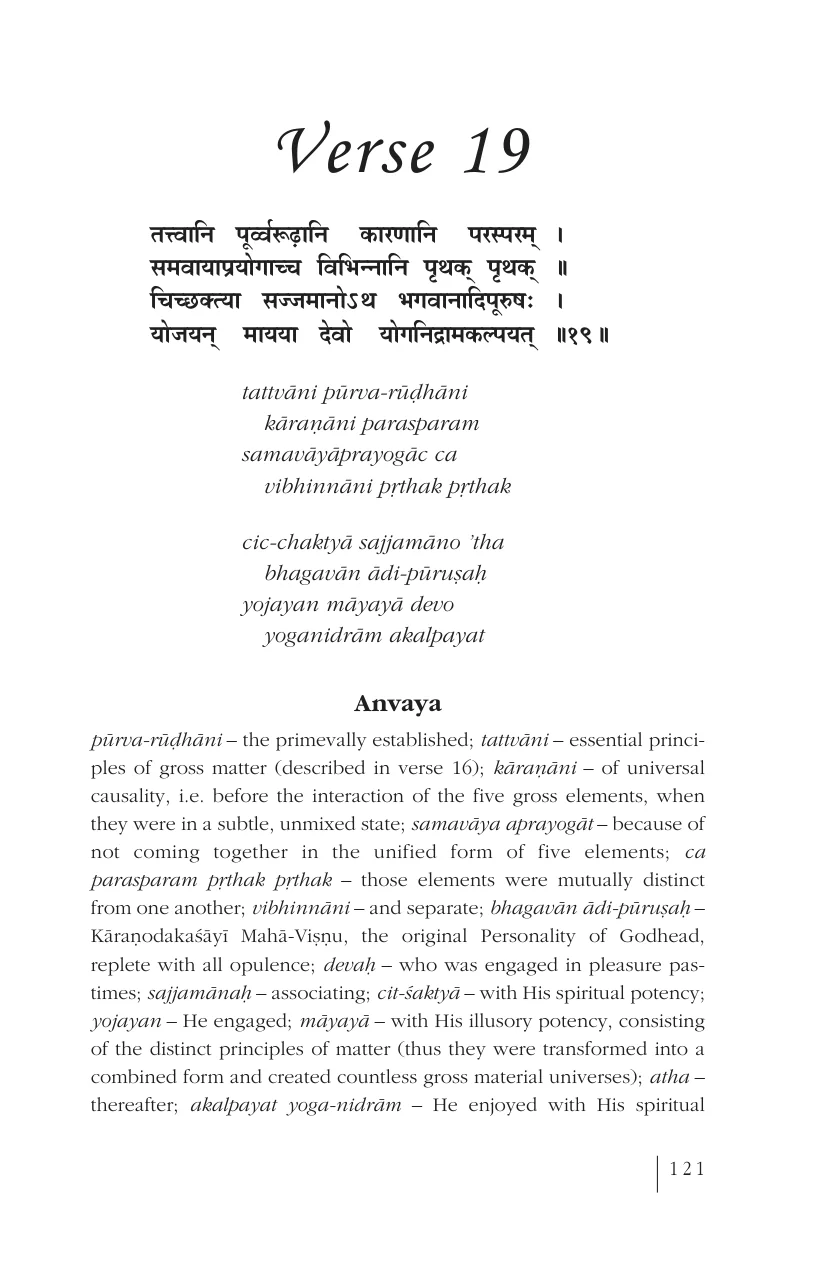 Verse 19
तत्त्वानि पूर्व्वरूढ़ानि कारणानि परस्परम् ।
समवायाप्रयोगाच्च विभिन्नानि पृथक् पृथक् ॥
चिच्छक्त्या सज्जमानोऽथ भगवानादिपूरुषः ।
योजयन् मायया देवो योगनिद्रामकल्पयत् ॥१९॥
tattvāni pūrva-rūḍhāni
kāraṇāni parasparam
samavāyāprayogāc ca
vibhinnāni pṛthak pṛthak
cic-chaktyā sajjamāno ’tha
bhagavān ādi-pūruṣaḥ
yojayan māyayā devo
yoganidrām akalpayat
Anvaya
pūrva-rūḍhāni – the primevally established; tattvāni – essential princi-
ples of gross matter (described in verse 16); kāraṇāni – of universal
causality, i.e. before the interaction of the five gross elements, when
they were in a subtle, unmixed state; samavāya aprayogāt – because of
not coming together in the unified form of five elements; ca
parasparam pṛthak pṛthak – those elements were mutually distinct
from one another; vibhinnāni – and separate; bhagavān ādi-pūruṣaḥ –
Kāraṇodakaśāyī Mahā-Viṣṇu, the original Personality of Godhead,
replete with all opulence; devaḥ – who was engaged in pleasure pas-
times; sajjamānaḥ – associating; cit-śaktyā – with His spiritual potency;
yojayan – He engaged; māyayā – with His illusory potency, consisting
of the distinct principles of matter (thus they were transformed into a
combined form and created countless gross material universes); atha –
thereafter; akalpayat yoga-nidrām – He enjoyed with His spiritual
121